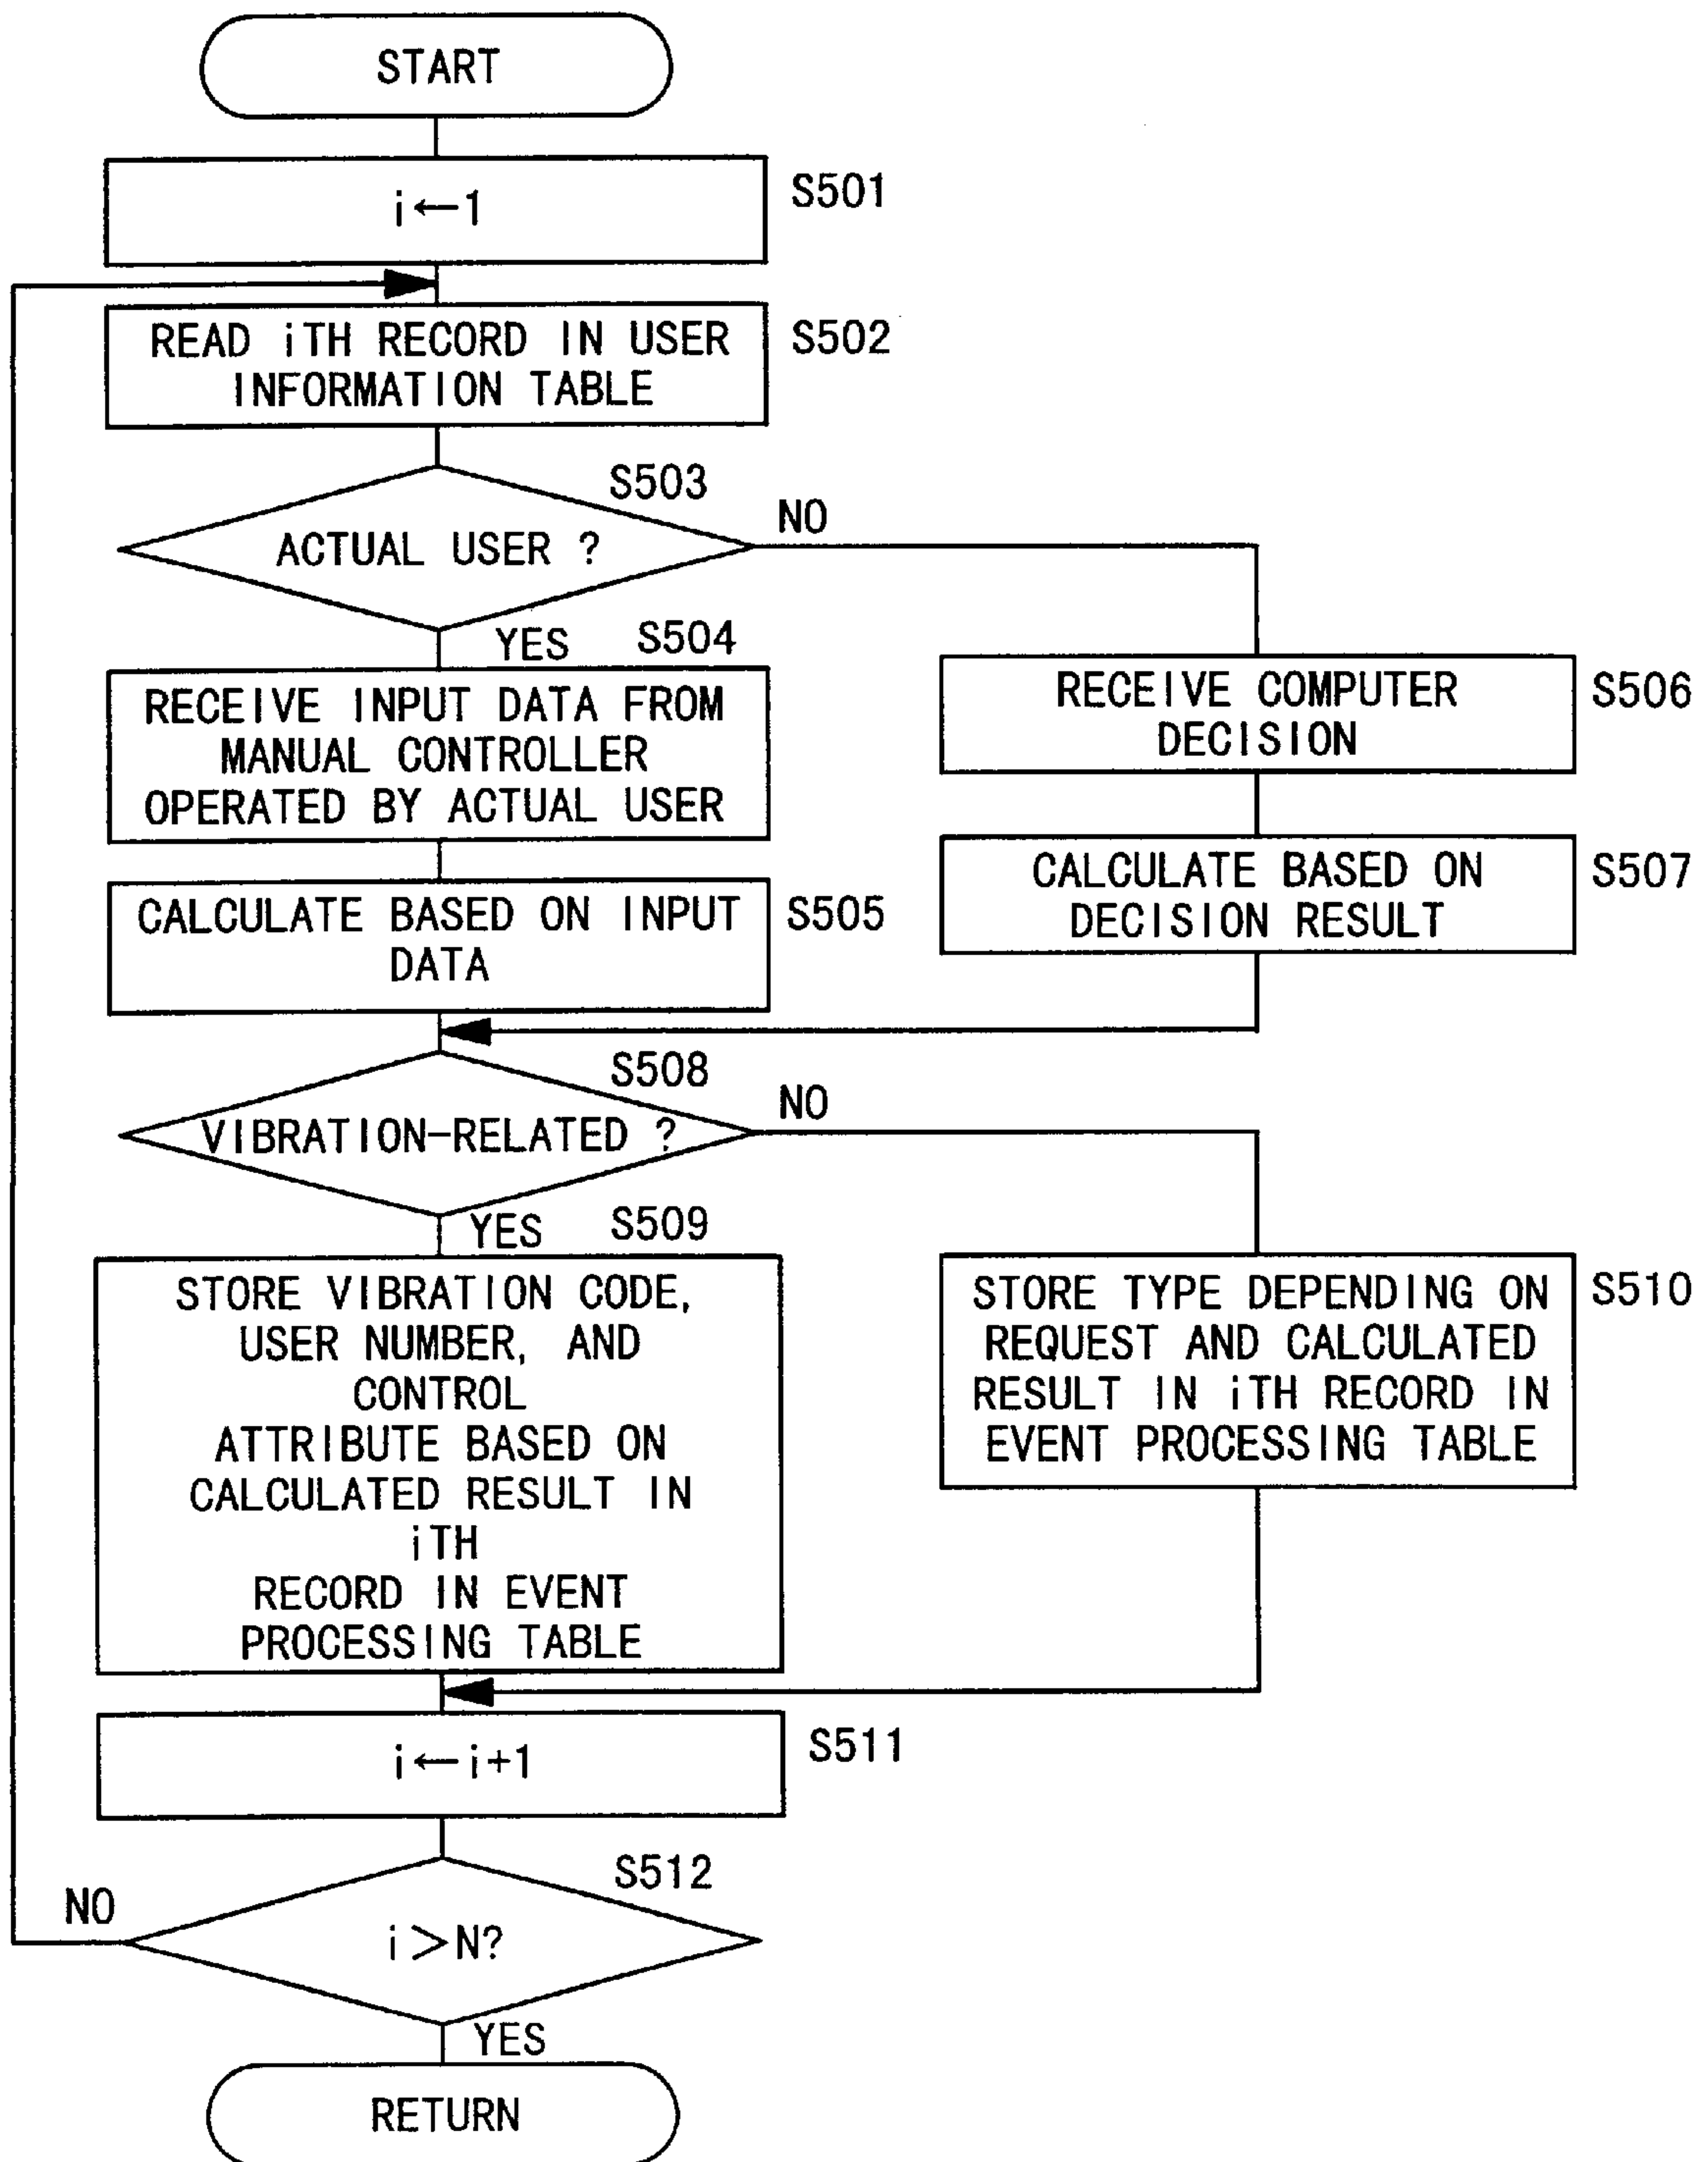 START
i←1
S501
READ iTH RECORD IN USER
INFORMATION TABLE
S502
S503
ACTUAL USER ?
NO
YES
S504
RECEIVE INPUT DATA FROM
MANUAL CONTROLLER
OPERATED BY ACTUAL USER
RECEIVE COMPUTER
DECISION
S506
CALCULATE BASED ON INPUT
DATA
S505
CALCULATE BASED ON
DECISION RESULT
S507
S508
VIBRATION-RELATED ?
NO
YES
S509
STORE VIBRATION CODE,
USER NUMBER, AND
CONTROL
ATTRIBUTE BASED ON
CALCULATED RESULT IN
iTH
RECORD IN EVENT
PROCESSING TABLE
STORE TYPE DEPENDING ON
REQUEST AND CALCULATED
RESULT IN iTH RECORD IN
EVENT PROCESSING TABLE
S510
i←i+1
S511
S512
NO
i>N?
YES
RETURN